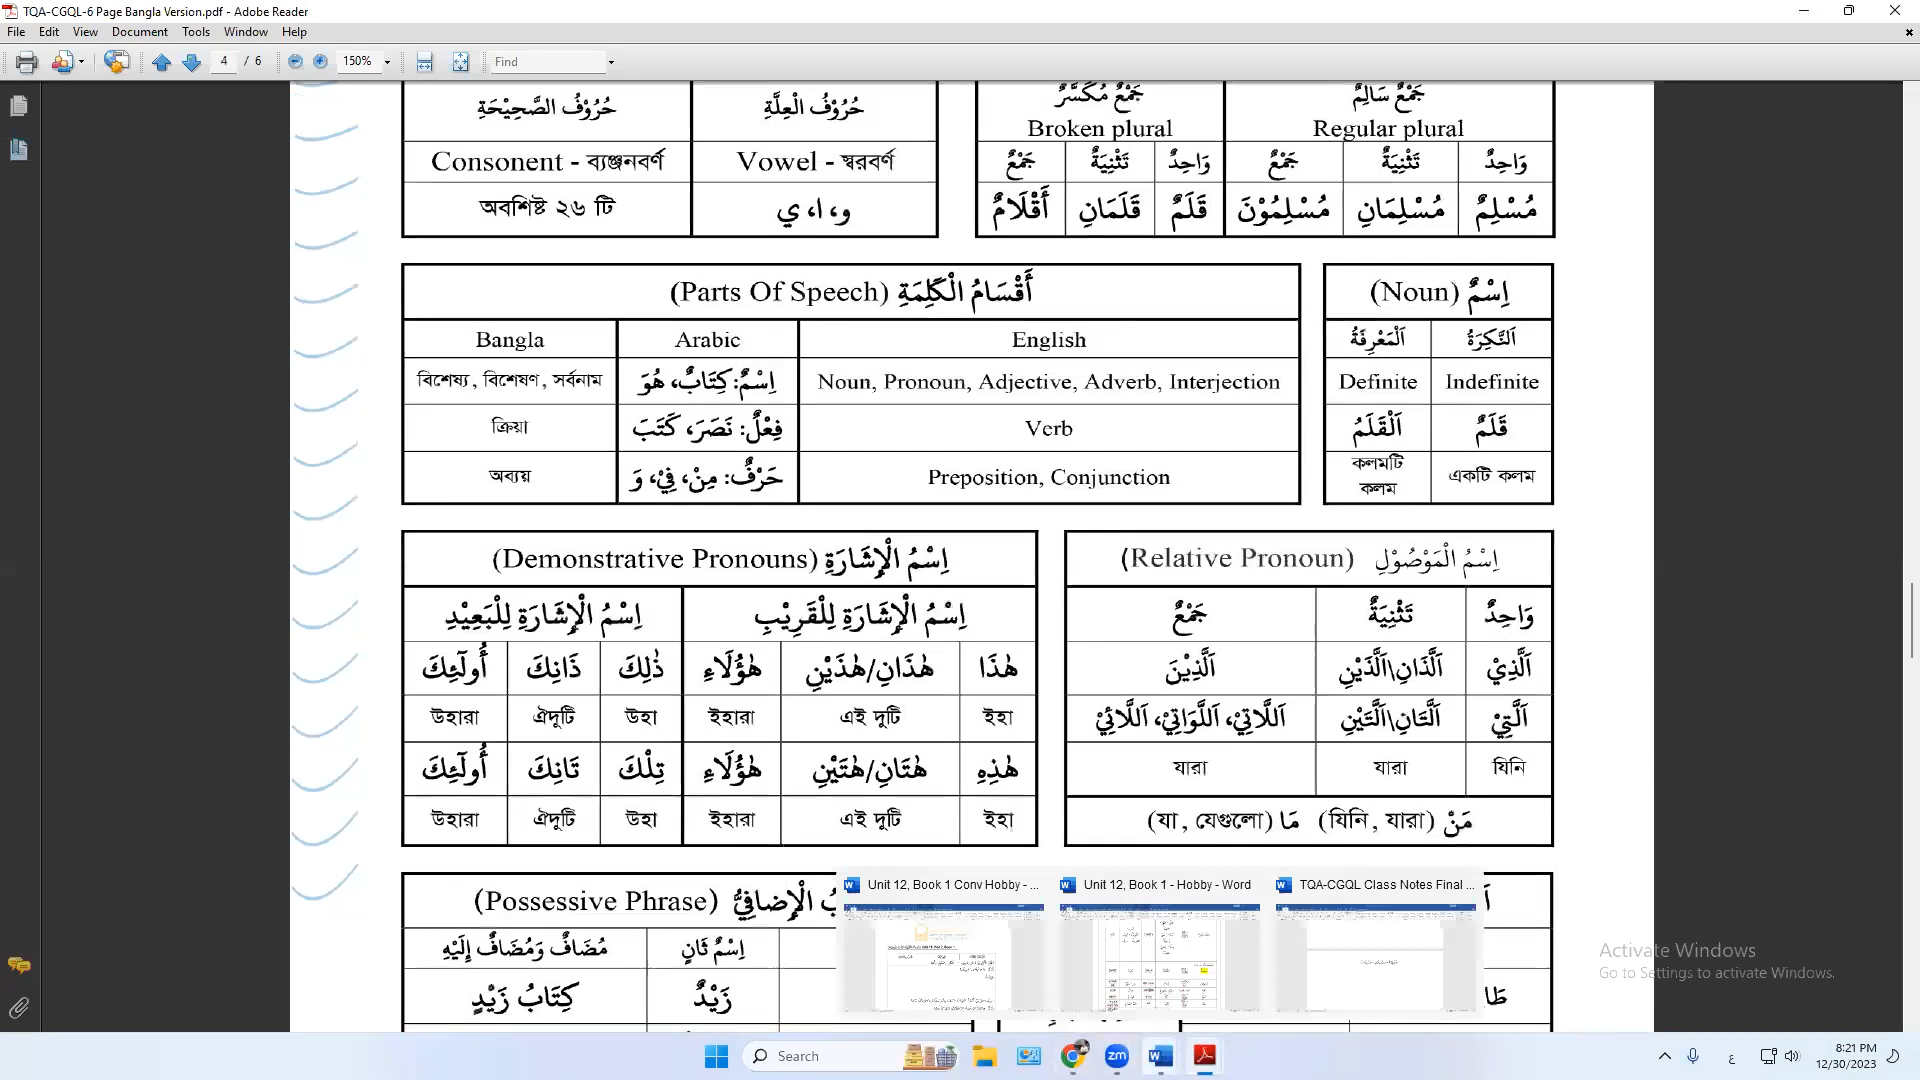 TQA-CGQL-6 Page Bangla Version.pdf - Adobe Reader
File Edit View Document Tools Window Help
4 / 6 150% Find
حُرُوْفُ الصَّحِيْحَةِ
حُرُوْفُ الْعِلَّةِ
Consonent - ব্যঞ্জনবর্ণ
Vowel - স্বরবর্ণ
অবশিষ্ট ২৬ টি
و، ا، ي
جَمْعٌ مُكَسَّرٌ
جَمْعٌ سَالِمٌ
Broken plural
Regular plural
جَمْعٌ تَثْنِيَةٌ وَاحِدٌ جَمْعٌ تَثْنِيَةٌ وَاحِدٌ
أَقْلَامٌ قَلَمَانِ قَلَمٌ مُسْلِمُوْنَ مُسْلِمَانِ مُسْلِمٌ
(Parts Of Speech) أَقْسَامُ الْكَلِمَةِ
Bangla Arabic English
বিশেষ্য, বিশেষণ, সর্বনাম
اِسْمٌ: كِتَابٌ، هُوَ
Noun, Pronoun, Adjective, Adverb, Interjection
ক্রিয়া
فِعْلٌ: نَصَرَ، كَتَبَ
Verb
অব্যয়
حَرْفٌ: مِنْ، فِيْ، وَ
Preposition, Conjunction
(Noun) اِسْمٌ
اَلْمَعْرِفَةُ اَلنَّكِرَةُ
Definite Indefinite
اَلْقَلَمُ قَلَمٌ
কলমটি
কলম
একটি কলম
(Demonstrative Pronouns) اِسْمُ الْإِشَارَةِ
اِسْمُ الْإِشَارَةِ لِلْبَعِيْدِ
اِسْمُ الْإِشَارَةِ لِلْقَرِيْبِ
أُولَٓئِكَ ذَانِكَ ذٰلِكَ هٰؤُلَاءِ هٰذَانِ/هٰذَيْنِ هٰذَا
উহারা ঐদুটি উহা ইহারা এই দুটি ইহা
أُولَٓئِكَ تَانِكَ تِلْكَ هٰؤُلَاءِ هٰتَانِ/هٰتَيْنِ هٰذِهِ
উহারা ঐদুটি উহা ইহারা এই দুটি ইহা
(Relative Pronoun) اِسْمُ الْمَوْصُوْلِ
جَمْعٌ تَثْنِيَةٌ وَاحِدٌ
اَلَّذِيْنَ اَلَّذَانِ\اَلَّذَيْنِ اَلَّذِيْ
اَللَّاتِيْ، اَللَّوَاتِيْ، اَللَّائِيْ اَلَّتَانِ\اَلَّتَيْنِ اَلَّتِيْ
যারা যারা যিনি
مَنْ (যিনি, যারা) مَا (যা, যেগুলো)
(Possessive Phrase)
الْإِضَافِيُّ
مُضَافٌ وَمُضَافٌ إِلَيْهِ
اِسْمٌ ثَانٍ
كِتَابُ زَيْدٍ
زَيْدٌ
Unit 12, Book 1 Conv Hobby - ...
Unit 12, Book 1 - Hobby - Word
TQA-CGQL Class Notes Final ...
Activate Windows
Go to Settings to activate Windows.
Search
ع
8:21 PM
12/30/2023